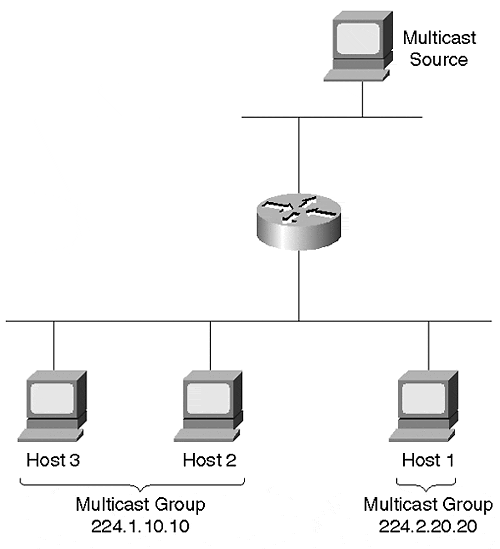 Multicast
Source
Host 3
Host 2
Host 1
Multicast Group
224.1.10.10
Multicast Group
224.2.20.20